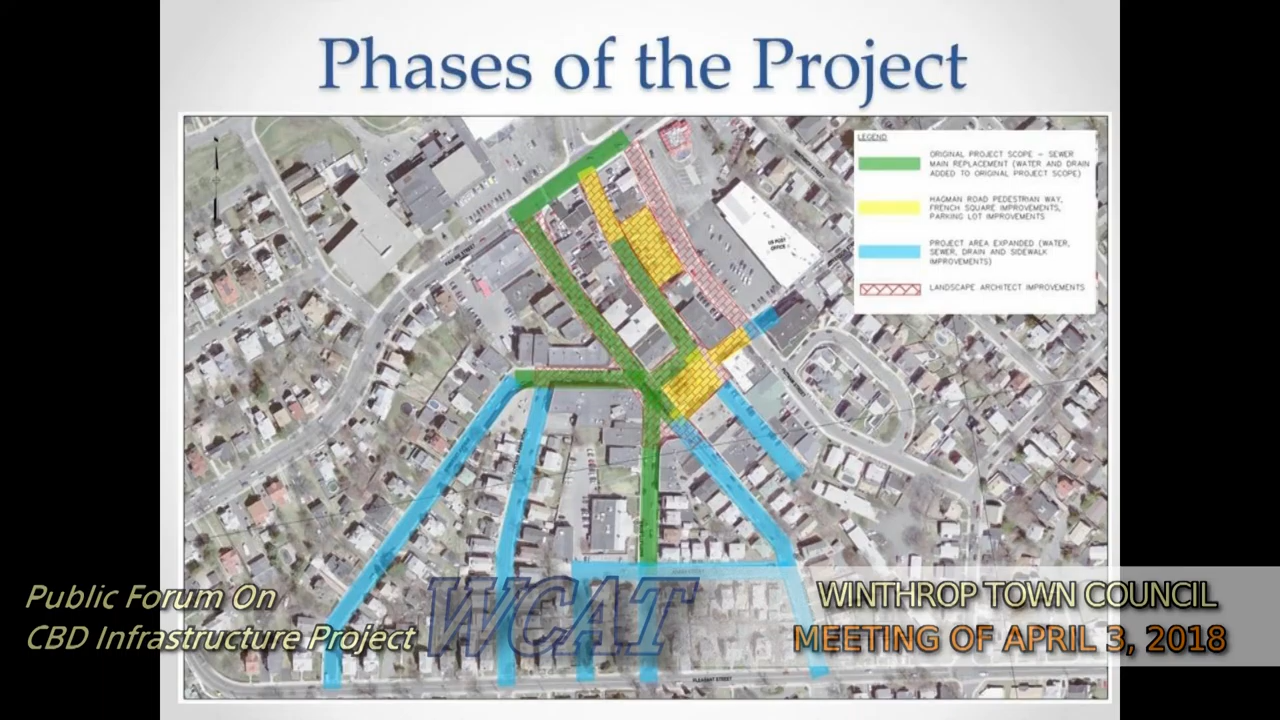 Phases of the Project
LEGEND
ORIGINAL PROJECT SCOPE - SEWER
MAIN REPLACEMENT (WATER AND DRAIN
ADDED TO ORIGINAL PROJECT SCOPE)
HAGMAN ROAD PEDESTRIAN WAY,
FRENCH SQUARE IMPROVEMENTS,
PARKING LOT IMPROVEMENTS
PROJECT AREA EXPANDED (WATER,
SEWER, DRAIN AND SIDEWALK
IMPROVEMENTS)
LANDSCAPE ARCHITECT IMPROVEMENTS
US POST
OFFICE
PLEASANT STREET
Public Forum On
CBD Infrastructure Project
WCAT
WINTHROP TOWN COUNCIL
MEETING OF APRIL 3, 2018